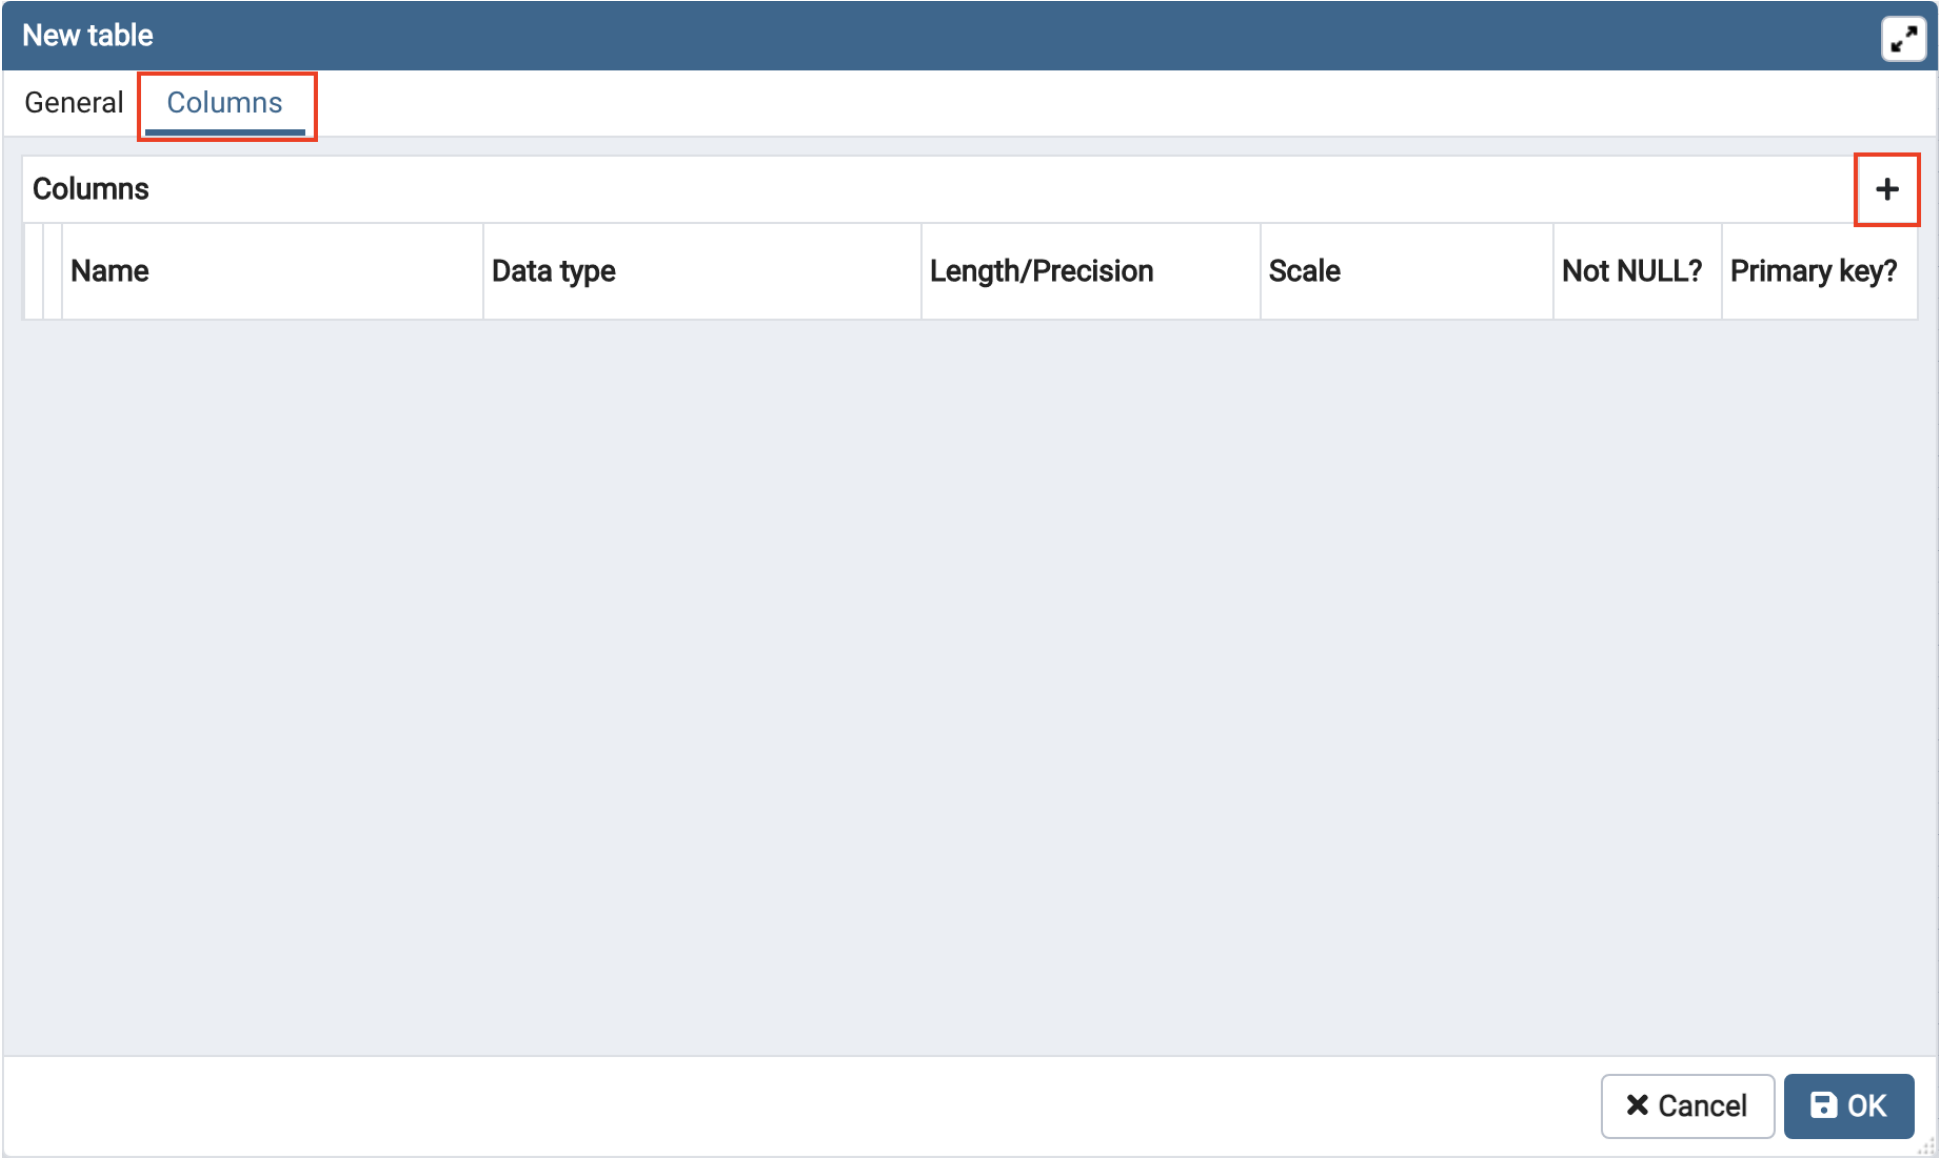 New table
General Columns
Columns +
Name Data type Length/Precision Scale Not NULL? Primary key?
Cancel OK